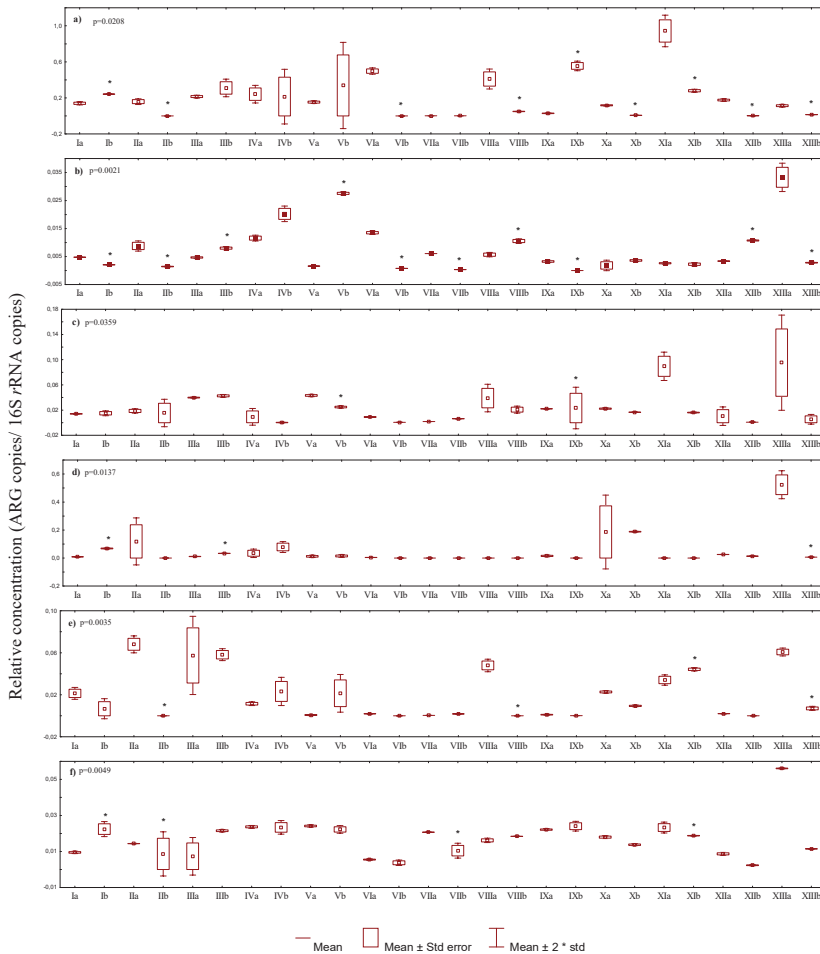 Relative concentration (ARG copies/ 16S rRNA copies)
a) p=0.0208
1,0
0,6
0,2
-0,2
Ia Ib IIa IIb IIIa IIIb IVa IVb Va Vb VIa VIb VIIa VIIb VIIIa VIIIb IXa IXb Xa Xb XIa XIb XIIa XIIb XIIIa XIIIb
b) p=0.0021
0,035
0,025
0,015
0,005
-0,005
Ia Ib IIa IIb IIIa IIIb IVa IVb Va Vb VIa VIb VIIa VIIb VIIIa VIIIb IXa IXb Xa Xb XIa XIb XIIa XIIb XIIIa XIIIb
c) p=0.0359
0,18
0,14
0,10
0,06
0,02
-0,02
Ia Ib IIa IIb IIIa IIIb IVa IVb Va Vb VIa VIb VIIa VIIb VIIIa VIIIb IXa IXb Xa Xb XIa XIb XIIa XIIb XIIIa XIIIb
d) p=0.0137
0,6
0,4
0,2
0,0
-0,2
Ia Ib IIa IIb IIIa IIIb IVa IVb Va Vb VIa VIb VIIa VIIb VIIIa VIIIb IXa IXb Xa Xb XIa XIb XIIa XIIb XIIIa XIIIb
e) p=0.0035
0,10
0,06
0,02
-0,02
Ia Ib IIa IIb IIIa IIIb IVa IVb Va Vb VIa VIb VIIa VIIb VIIIa VIIIb IXa IXb Xa Xb XIa XIb XIIa XIIb XIIIa XIIIb
f) p=0.0049
0,05
0,03
0,01
-0,01
Ia Ib IIa IIb IIIa IIIb IVa IVb Va Vb VIa VIb VIIa VIIb VIIIa VIIIb IXa IXb Xa Xb XIa XIb XIIa XIIb XIIIa XIIIb
Mean Mean ± Std error Mean ± 2 * std